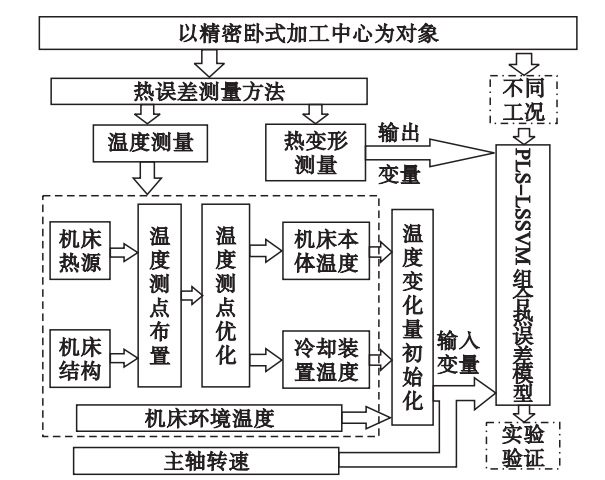 以精密卧式加工中心为对象
热误差测量方法
不同
工况
温度测量
热变形
测量
输出
变量
PLS-LSSVM组合热误差模型
机床
热源
机床
结构
温度测点布置
温度测点优化
机床本
体温度
冷却装
置温度
温度变化量初始化
输入
变量
机床环境温度
主轴转速
实验
验证